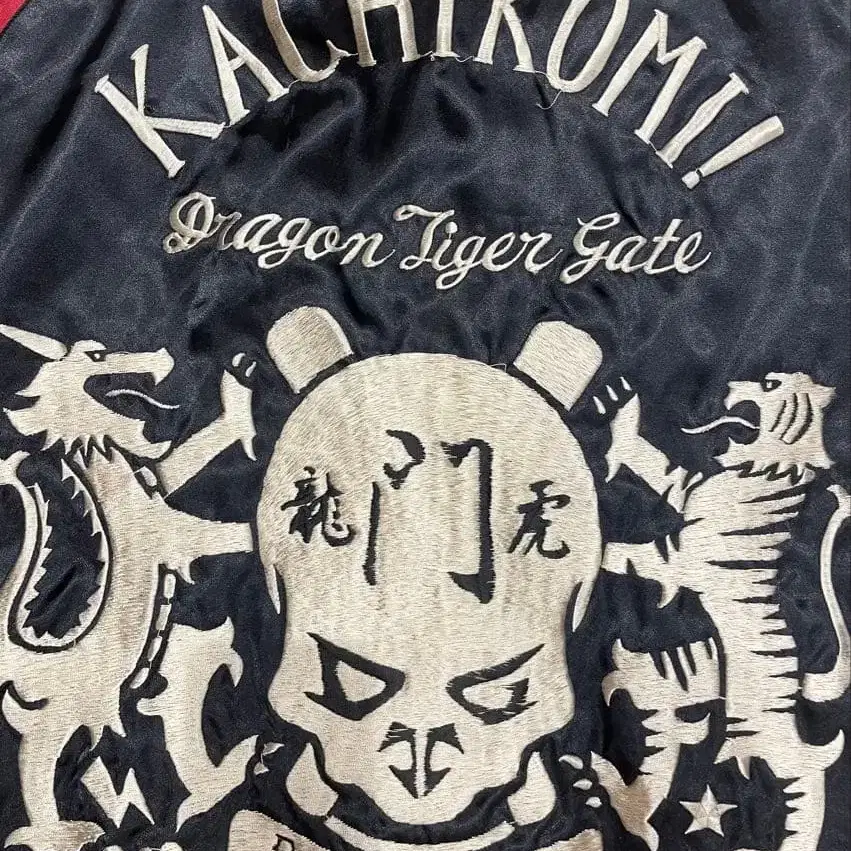 KACHIKOMI!
Dragon Tiger Gate
龍 门 虎